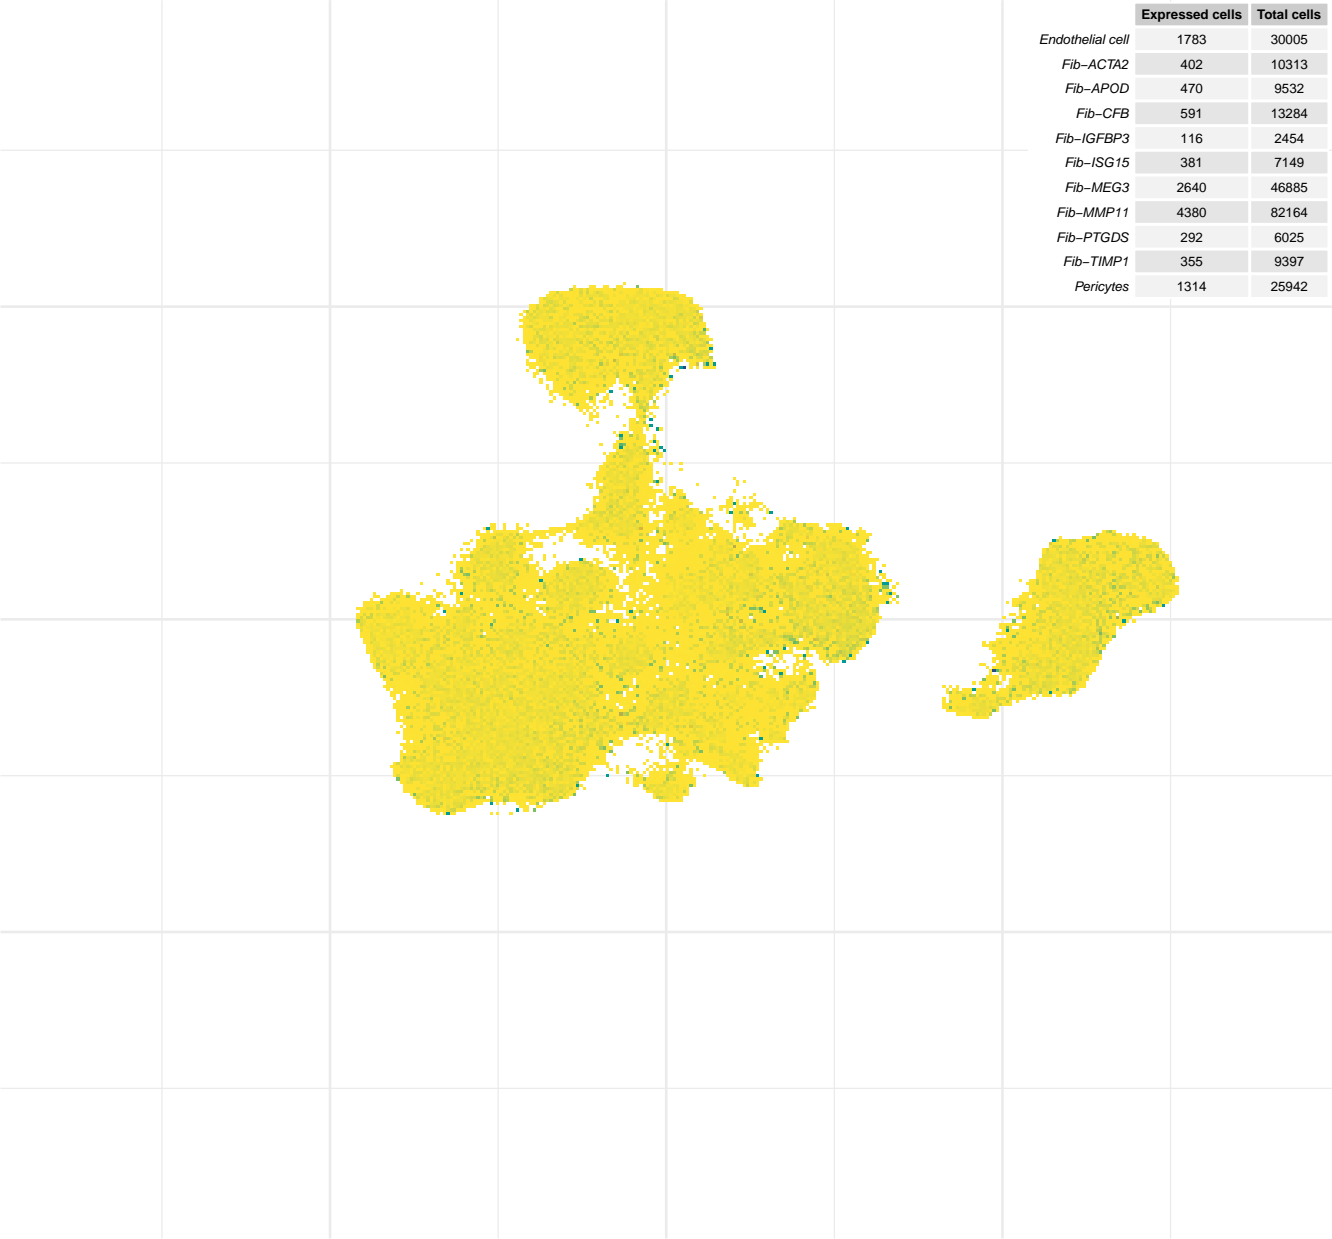 Expressed cells Total cells
Endothelial cell 1783 30005
Fib−ACTA2 402 10313
Fib−APOD 470 9532
Fib−CFB 591 13284
Fib−IGFBP3 116 2454
Fib−ISG15 381 7149
Fib−MEG3 2640 46885
Fib−MMP11 4380 82164
Fib−PTGDS 292 6025
Fib−TIMP1 355 9397
Pericytes 1314 25942